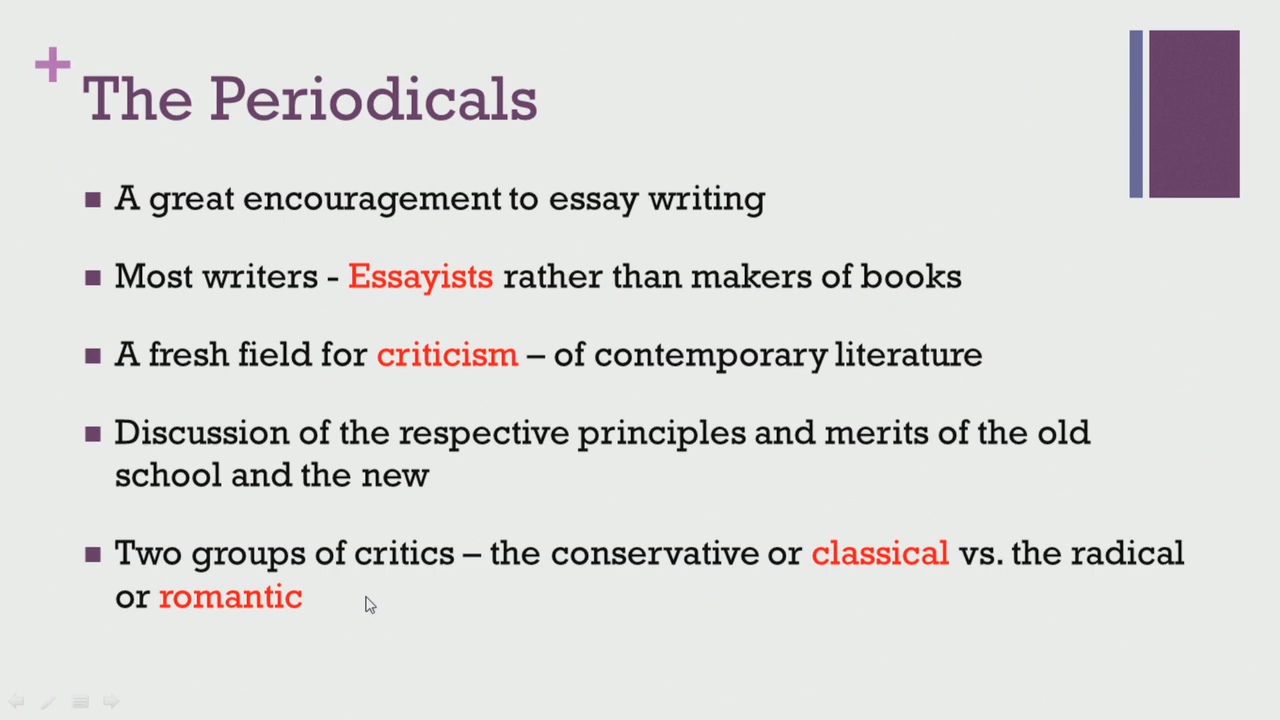 The Periodicals
A great encouragement to essay writing
Most writers - Essayists rather than makers of books
A fresh field for criticism – of contemporary literature
Discussion of the respective principles and merits of the old
school and the new
Two groups of critics – the conservative or classical vs. the radical
or romantic